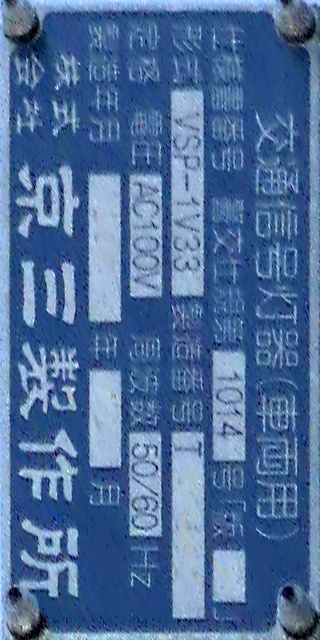 交通信号灯器(車両用)
仕様書番号 警交仕規第 1014 号「版 」
形式 VSP-1V33 製造番号 T
定格 電圧 AC100V 周波数 50/60 Hz
製造年月 年 月
株式会社 京三製作所